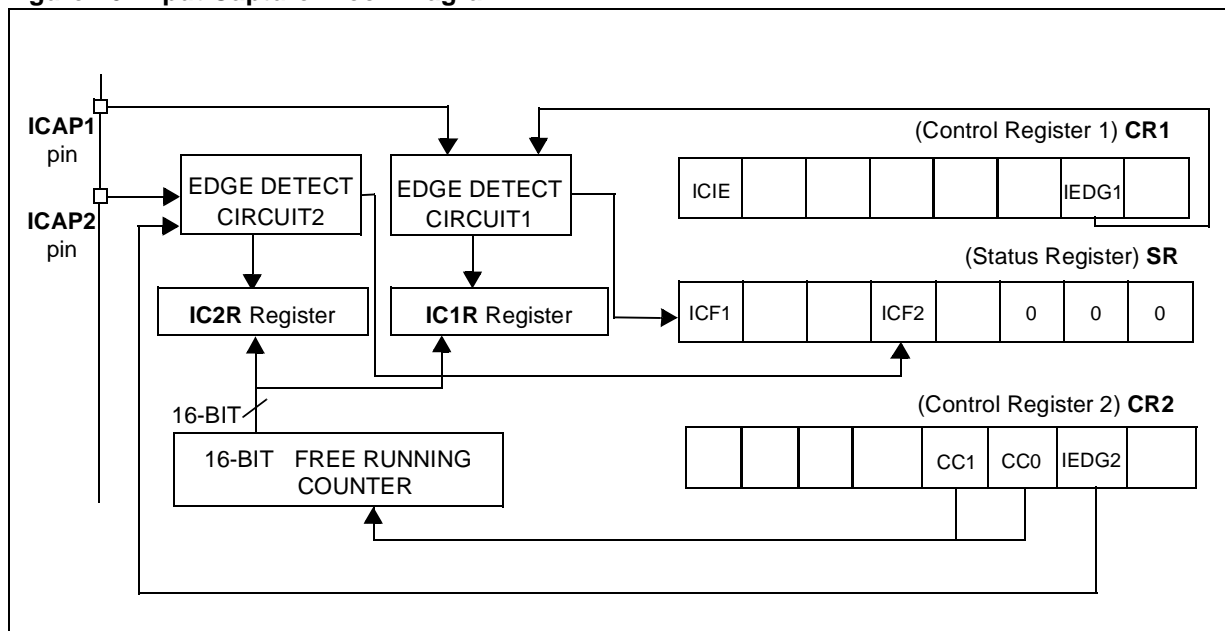 ICAP1
pin
ICAP2
pin
EDGE DETECT
CIRCUIT2
EDGE DETECT
CIRCUIT1
IC2R Register
IC1R Register
16-BIT
16-BIT FREE RUNNING
COUNTER
(Control Register 1) CR1
ICIE
IEDG1
(Status Register) SR
ICF1
ICF2
0
0
0
(Control Register 2) CR2
CC1
CC0
IEDG2